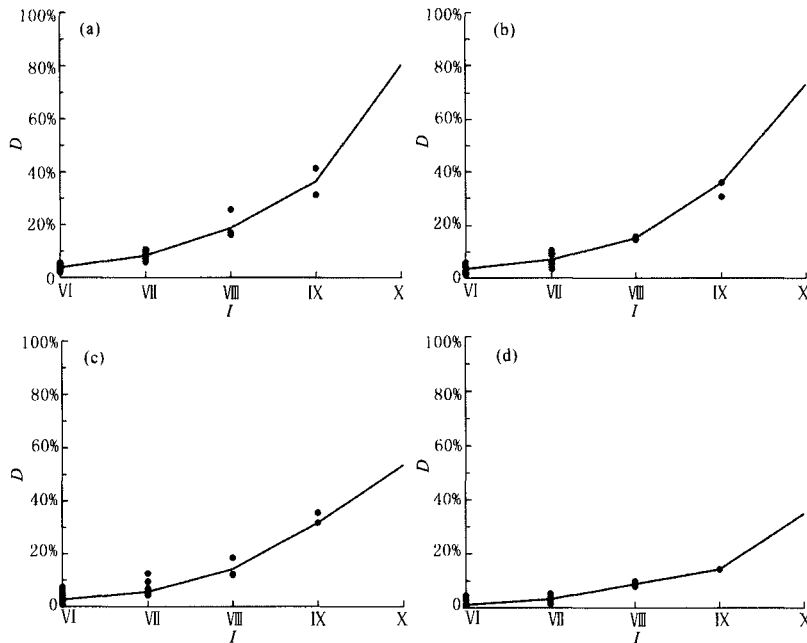 (a)
100%
80%
60%
40%
20%
0
D
VI VII VIII IX X
I
(b)
100%
80%
60%
40%
20%
0
D
VI VII VIII IX X
I
(c)
100%
80%
60%
40%
20%
0
D
VI VII VIII IX X
I
(d)
100%
80%
60%
40%
20%
0
D
VI VII VIII IX X
I